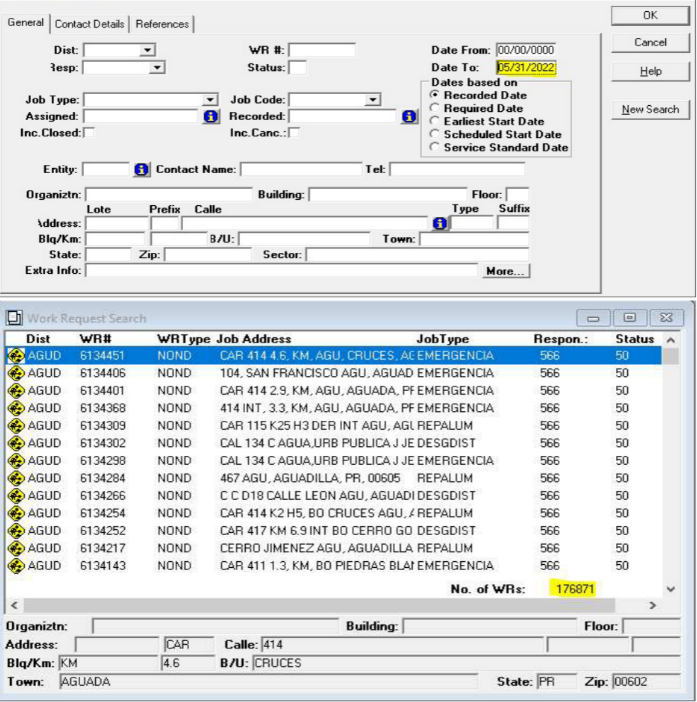 General Contact Details References OK
Dist: WR #: Date From: 00/00/0000 Cancel
Resp: Status: Date To: 05/31/2022 Help
Dates based on
Job Type: Job Code: Recorded Date New Search
Assigned: Recorded: Required Date
Inc.Closed: Inc.Canc.: Earliest Start Date
Scheduled Start Date
Service Standard Date
Entity: Contact Name: Tel:
Organiztn: Building: Floor:
Lote Prefix Calle Type Suffix
Address:
Blq/Km: B/U: Town:
State: Zip: Sector:
Extra Info: More...
Work Request Search
Dist WR# WRType Job Address JobType Respon.: Status
AGUD 6134451 NOND CAR 414 4.6, KM, AGU, CRUCES, AG EMERGENCIA 566 50
AGUD 6134406 NOND 104, SAN FRANCISCO AGU, AGUAD EMERGENCIA 566 50
AGUD 6134401 NOND CAR 414 2.9, KM, AGU, AGUADA, PF EMERGENCIA 566 50
AGUD 6134368 NOND 414 INT, 3.3, KM, AGU, AGUADA, PF EMERGENCIA 566 50
AGUD 6134309 NOND CAR 115 K25 H3 DER INT AGU, AGU REPALUM 566 50
AGUD 6134302 NOND CAL 134 C AGUA,URB PUBLICA J JE DESGDIST 566 50
AGUD 6134298 NOND CAL 134 C AGUA,URB PUBLICA J JE EMERGENCIA 566 50
AGUD 6134284 NOND 467 AGU, AGUADILLA, PR, 00605 REPALUM 566 50
AGUD 6134266 NOND C C D18 CALLE LEON AGU, AGUADI DESGDIST 566 50
AGUD 6134254 NOND CAR 414 K2 H5, BO CRUCES AGU, A REPALUM 566 50
AGUD 6134252 NOND CAR 417 KM 6.9 INT BO CERRO GO DESGDIST 566 50
AGUD 6134217 NOND CERRO JIMENEZ AGU, AGUADILLA REPALUM 566 50
AGUD 6134143 NOND CAR 411 1.3, KM, BO PIEDRAS BLAN EMERGENCIA 566 50
No. of WRs: 176871
Organiztn: Building: Floor:
Address: CAR Calle: 414
Blq/Km: KM 4.6 B/U: CRUCES
Town: AGUADA State: PR Zip: 00602